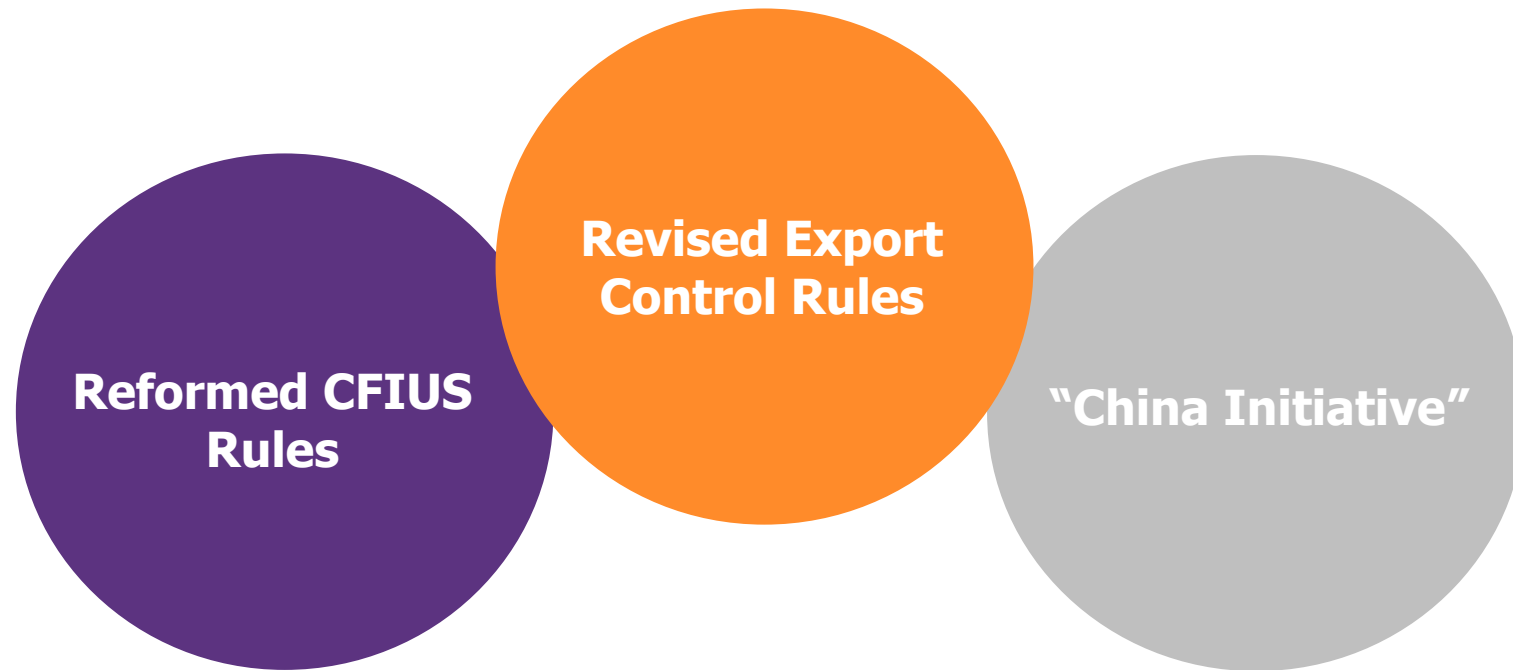 Reformed CFIUS
Rules
Revised Export
Control Rules
“China Initiative”